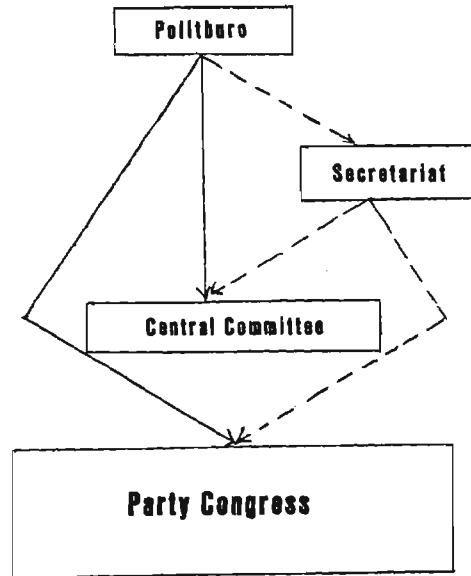 Politburo
Secretariat
Central Committee
Party Congress